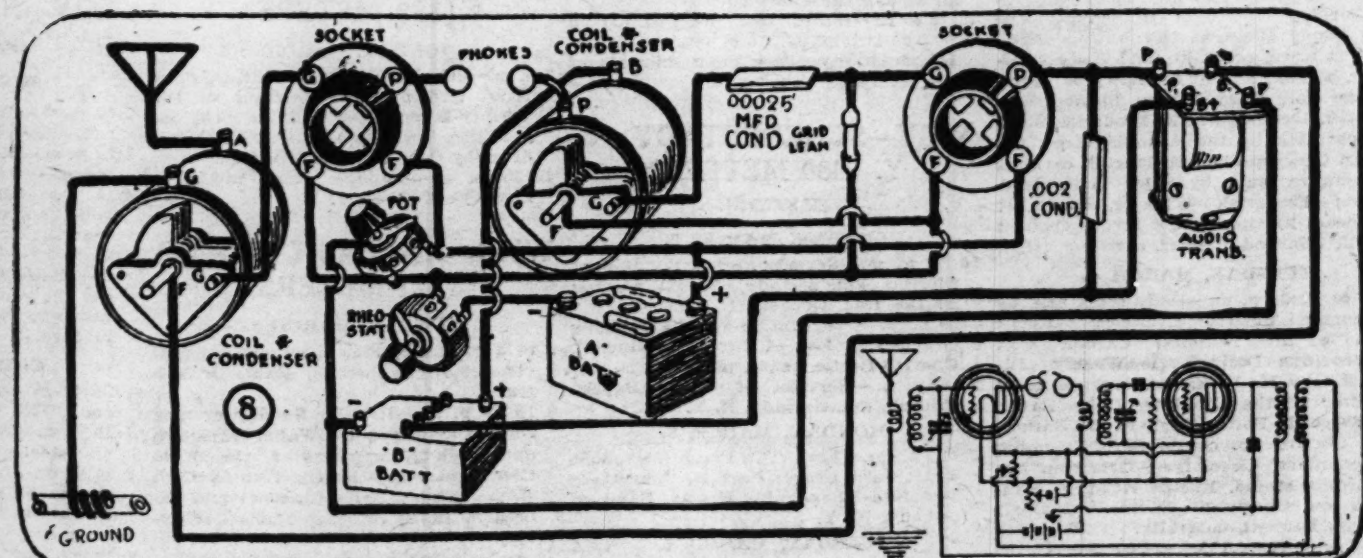 SOCKET
PHONES
COIL &
CONDENSER
SOCKET
G
P
F
F
B
P
G
F
A
G
G
F
POT
RHEO
STAT
COIL &
CONDENSER
8
GROUND
- +
"B"
BATT
- +
"A"
BATT
.00025
MFD
COND
GRID
LEAK
G
P
F
F
.002
COND.
P
B+
F
AUDIO
TRANS.